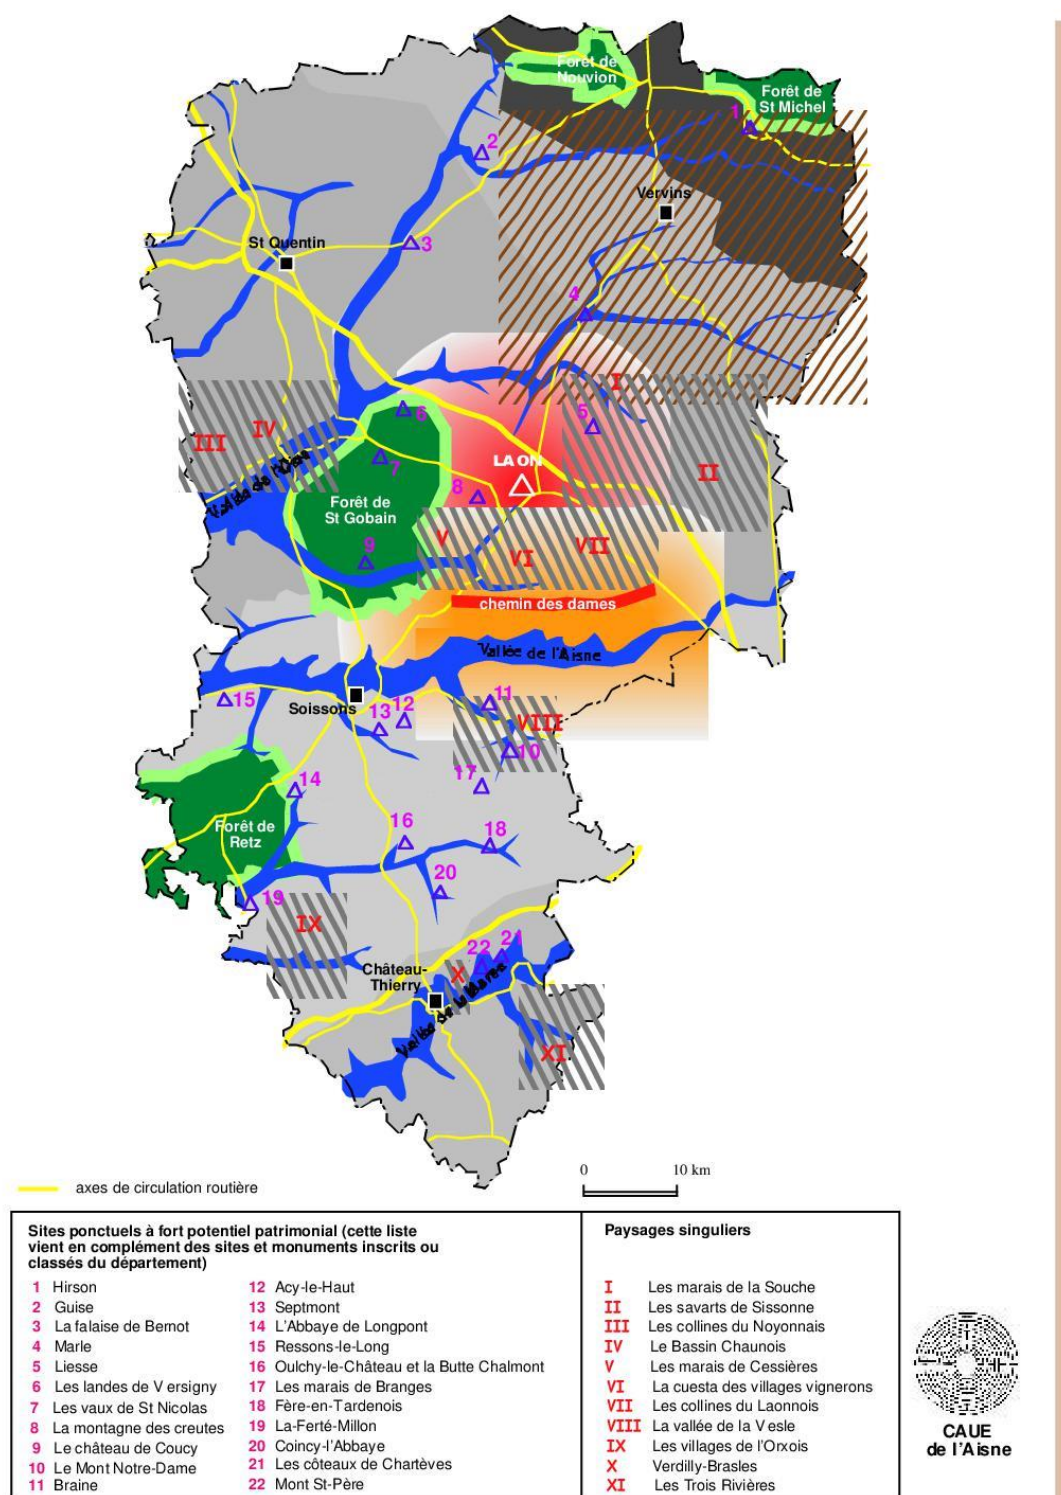 Forêt de
Nouvion
Forêt de
St Michel
1
2
Vervins
St Quentin
3
4
I
6
5
III
IV
LAON
II
7
Vallée de l'Oise
8
Forêt de
St Gobain
V
VI
VII
9
chemin des dames
Vallée de l'Aisne
15
Soissons
13
12
11
VIII
10
17
14
16
18
Forêt de
Retz
20
19
IX
22
21
X
Château-
Thierry
Vallée de la Marne
XI
0
10 km
axes de circulation routière
Sites ponctuels à fort potentiel patrimonial (cette liste
vient en complément des sites et monuments inscrits ou
classés du département)
1 Hirson
2 Guise
3 La falaise de Bernot
4 Marle
5 Liesse
6 Les landes de V ersigny
7 Les vaux de St Nicolas
8 La montagne des creutes
9 Le château de Coucy
10 Le Mont Notre-Dame
11 Braine
12 Acy-le-Haut
13 Septmont
14 L'Abbaye de Longpont
15 Ressons-le-Long
16 Oulchy-le-Château et la Butte Chalmont
17 Les marais de Branges
18 Fère-en-Tardenois
19 La-Ferté-Millon
20 Coincy-l'Abbaye
21 Les côteaux de Chartèves
22 Mont St-Père
Paysages singuliers
I Les marais de la Souche
II Les savarts de Sissonne
III Les collines du Noyonnais
IV Le Bassin Chaunois
V Les marais de Cessières
VI La cuesta des villages vignerons
VII Les collines du Laonnois
VIII La vallée de la V esle
IX Les villages de l'Orxois
X Verdilly-Brasles
XI Les Trois Rivières
CAUE
de l'Aisne